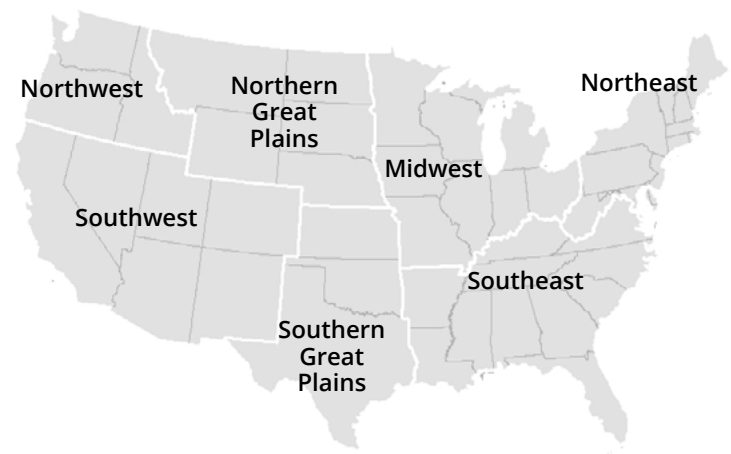 Northwest
Northern
Great
Plains
Northeast
Midwest
Southwest
Southeast
Southern
Great
Plains